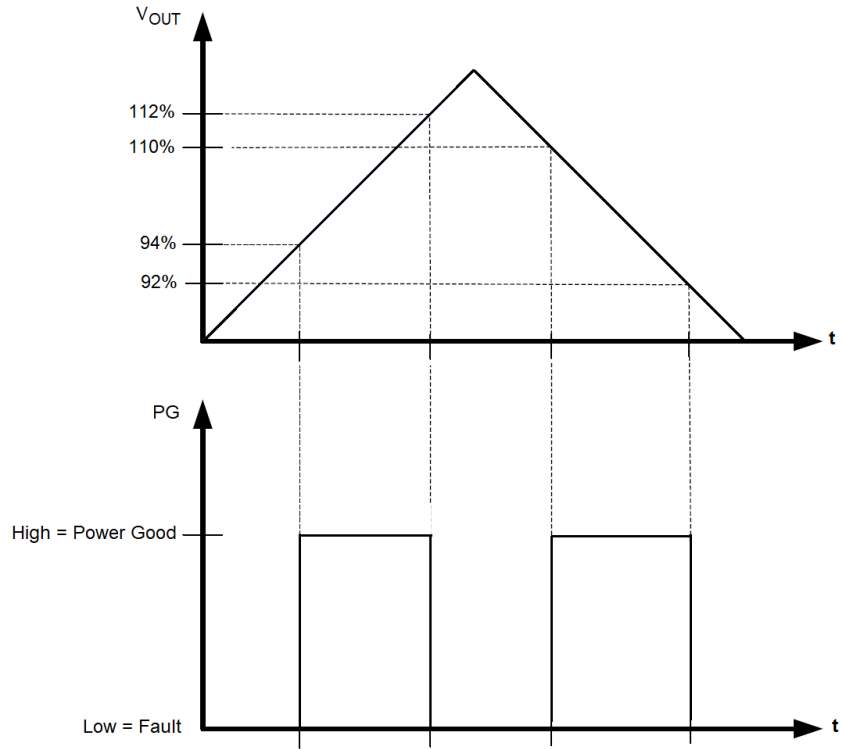 VOUT
112%
110%
94%
92%
t
PG
High = Power Good
Low = Fault
t